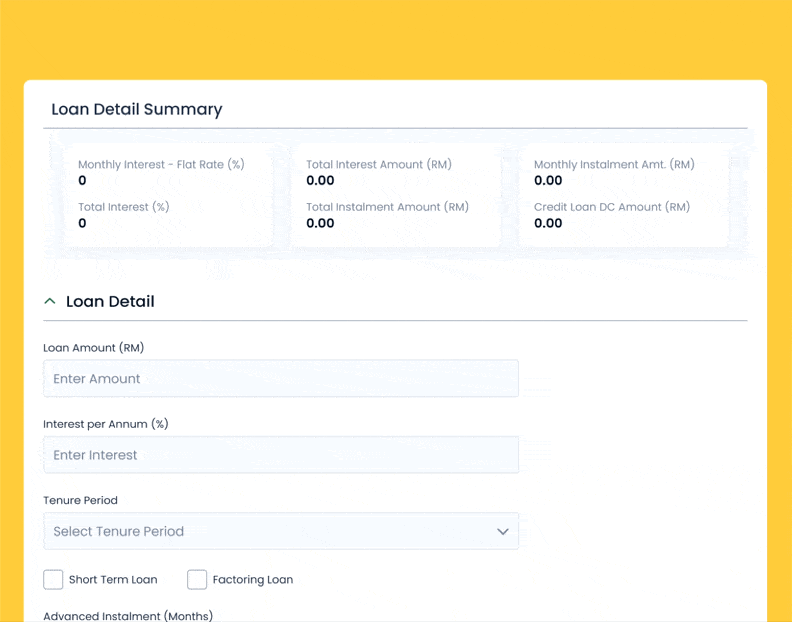 Loan Detail Summary
Monthly Interest - Flat Rate (%)
0
Total Interest (%)
0
Total Interest Amount (RM)
0.00
Total Instalment Amount (RM)
0.00
Monthly Instalment Amt. (RM)
0.00
Credit Loan DC Amount (RM)
0.00
Loan Detail
Loan Amount (RM)
Enter Amount
Interest per Annum (%)
Enter Interest
Tenure Period
Select Tenure Period
Short Term Loan
Factoring Loan
Advanced Instalment (Months)